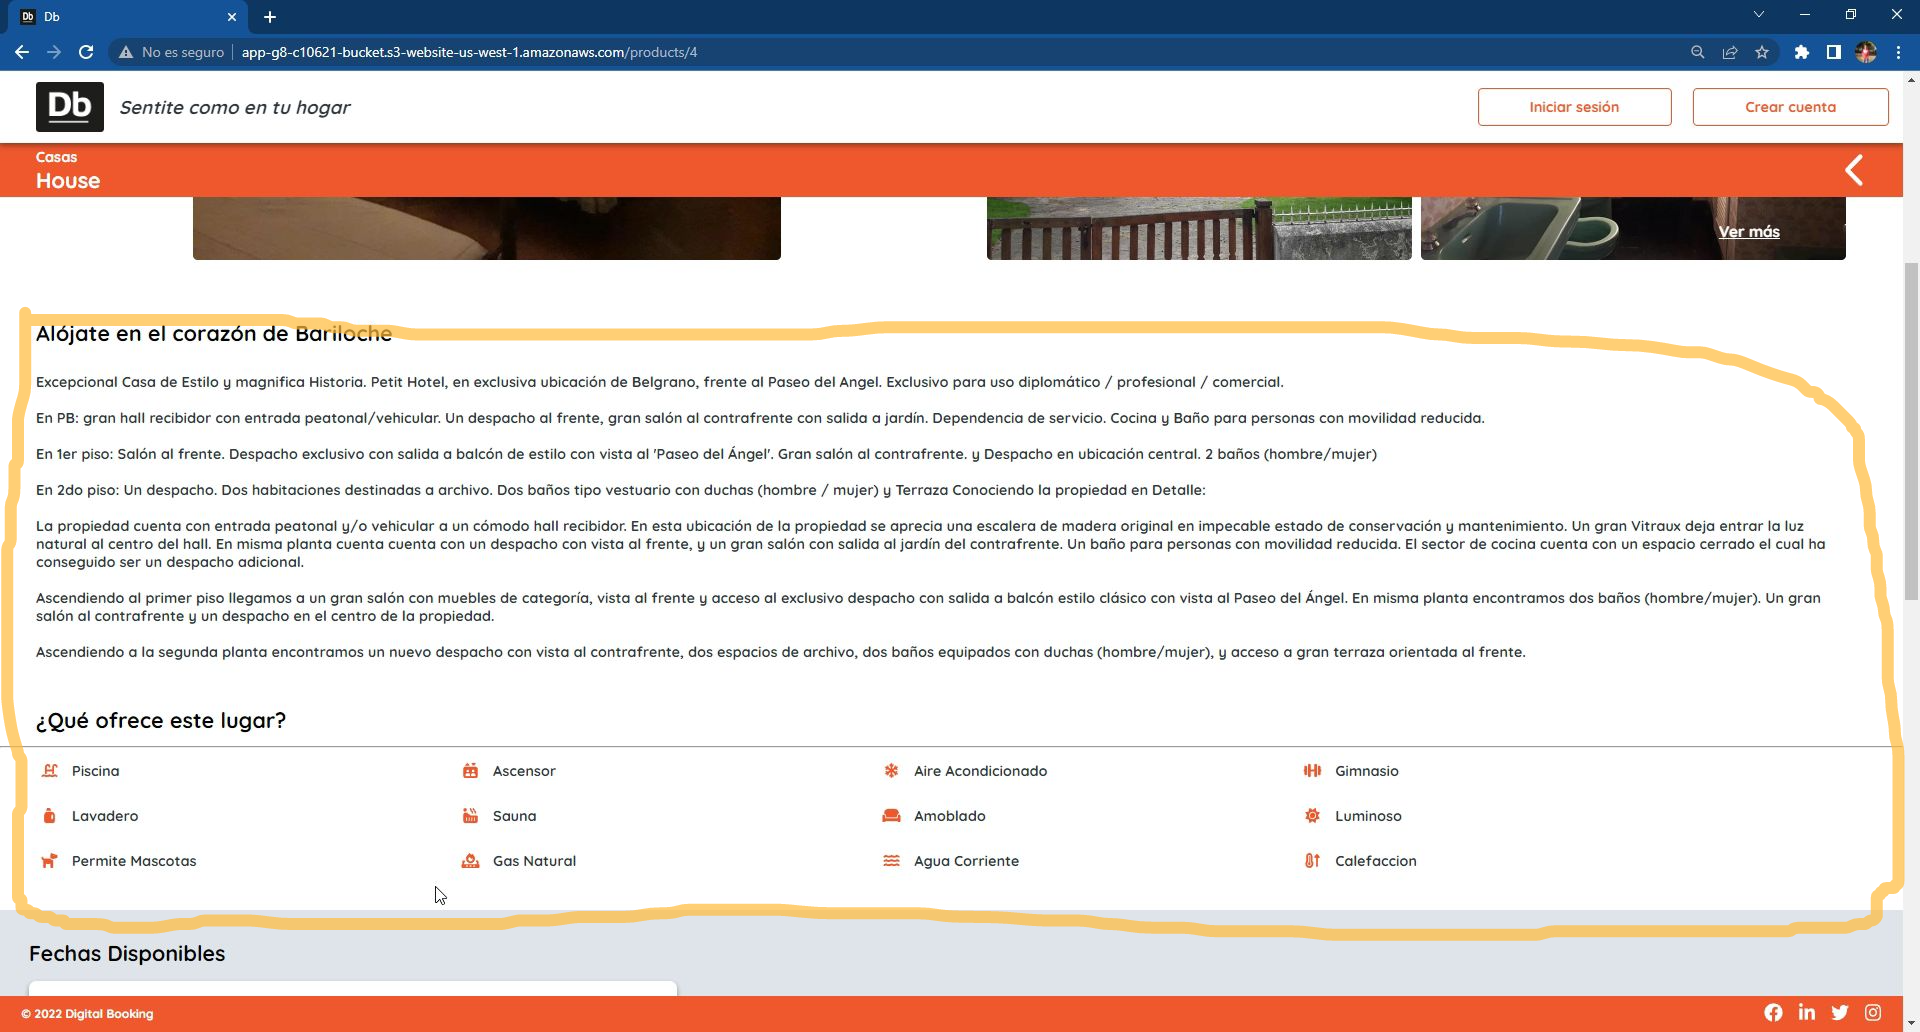 Db
No es seguro
app-g8-c10621-bucket.s3-website-us-west-1.amazonaws.com/products/4
Db
Sentite como en tu hogar
Iniciar sesión
Crear cuenta
Casas
House
Ver más
Alójate en el corazón de Bariloche
Excepcional Casa de Estilo y magnifica Historia. Petit Hotel, en exclusiva ubicación de Belgrano, frente al Paseo del Angel. Exclusivo para uso diplomático / profesional / comercial.
En PB: gran hall recibidor con entrada peatonal/vehicular. Un despacho al frente, gran salón al contrafrente con salida a jardín. Dependencia de servicio. Cocina y Baño para personas con movilidad reducida.
En 1er piso: Salón al frente. Despacho exclusivo con salida a balcón de estilo con vista al 'Paseo del Ángel'. Gran salón al contrafrente. y Despacho en ubicación central. 2 baños (hombre/mujer)
En 2do piso: Un despacho. Dos habitaciones destinadas a archivo. Dos baños tipo vestuario con duchas (hombre / mujer) y Terraza Conociendo la propiedad en Detalle:
La propiedad cuenta con entrada peatonal y/o vehicular a un cómodo hall recibidor. En esta ubicación de la propiedad se aprecia una escalera de madera original en impecable estado de conservación y mantenimiento. Un gran Vitraux deja entrar la luz
natural al centro del hall. En misma planta cuenta cuenta con un despacho con vista al frente, y un gran salón con salida al jardín del contrafrente. Un baño para personas con movilidad reducida. El sector de cocina cuenta con un espacio cerrado el cual ha
conseguido ser un despacho adicional.
Ascendiendo al primer piso llegamos a un gran salón con muebles de categoría, vista al frente y acceso al exclusivo despacho con salida a balcón estilo clásico con vista al Paseo del Ángel. En misma planta encontramos dos baños (hombre/mujer). Un gran
salón al contrafrente y un despacho en el centro de la propiedad.
Ascendiendo a la segunda planta encontramos un nuevo despacho con vista al contrafrente, dos espacios de archivo, dos baños equipados con duchas (hombre/mujer), y acceso a gran terraza orientada al frente.
¿Qué ofrece este lugar?
Piscina
Ascensor
Aire Acondicionado
Gimnasio
Lavadero
Sauna
Amoblado
Luminoso
Permite Mascotas
Gas Natural
Agua Corriente
Calefaccion
Fechas Disponibles
© 2022 Digital Booking